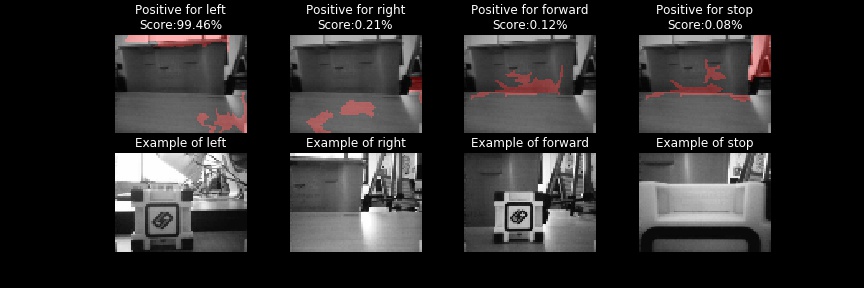 Positive for left
Score:99.46%
Positive for right
Score:0.21%
Positive for forward
Score:0.12%
Positive for stop
Score:0.08%
Example of left
Example of right
Example of forward
Example of stop